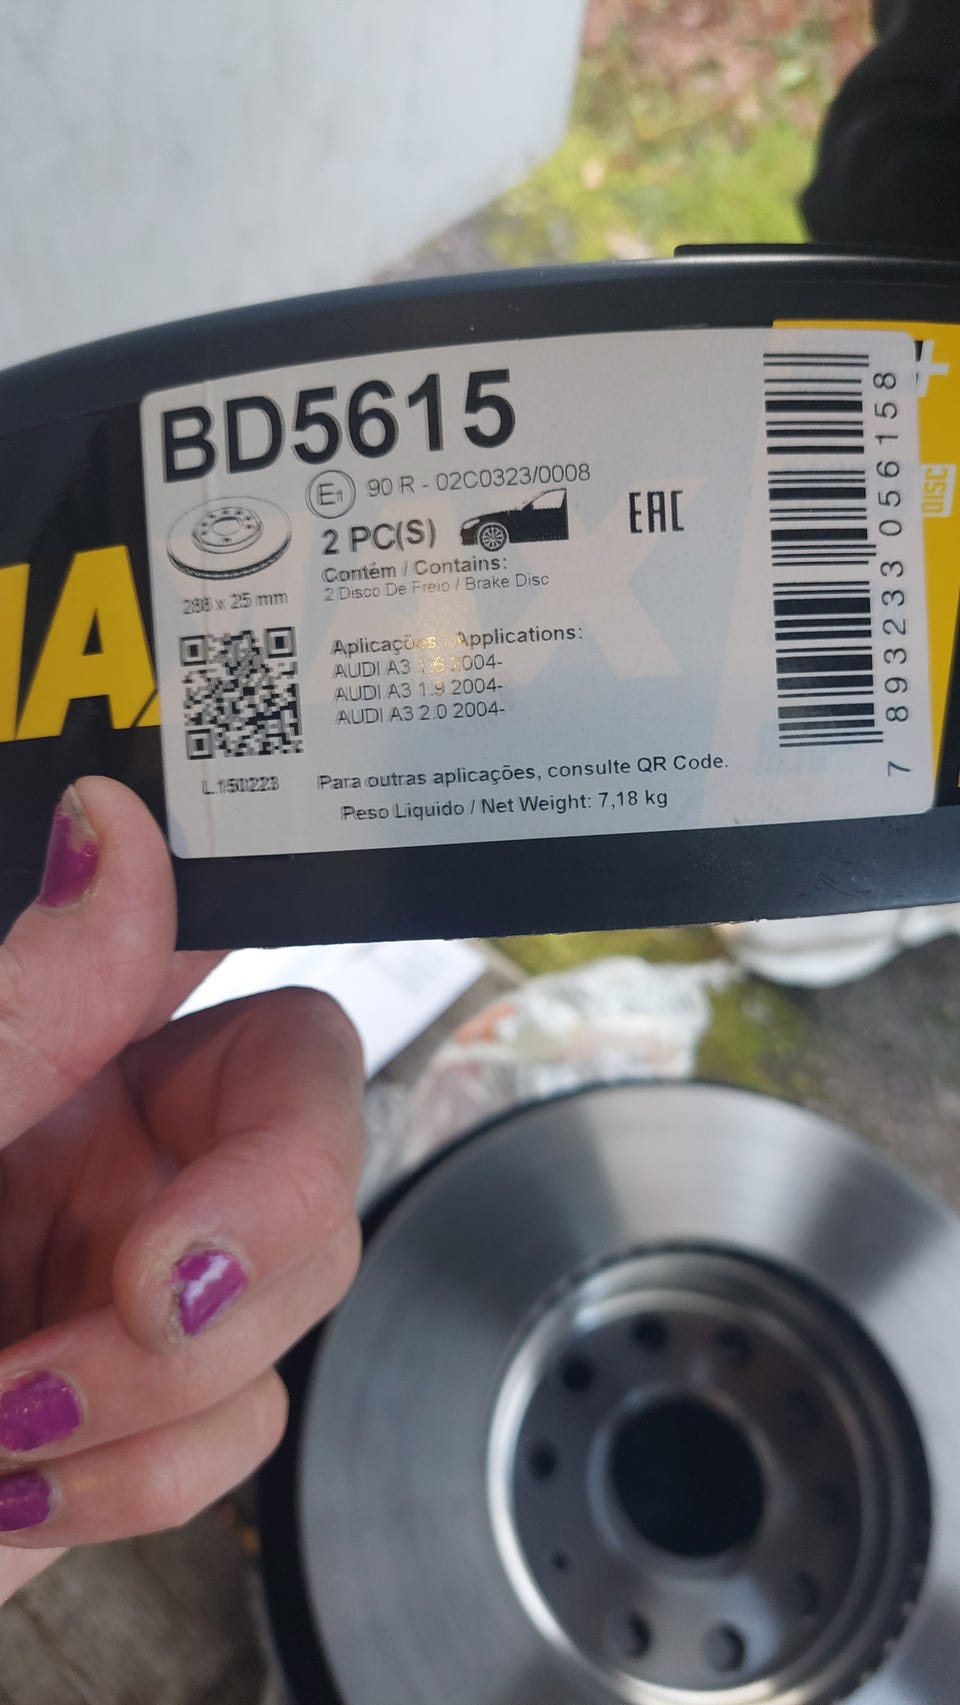 BD5615
E1 90 R - 02C0323/0008
2 PC(S)
EAC
Contém / Contains:
2 Disco De Freio / Brake Disc
288 x 25 mm
Aplicações / Applications:
AUDI A3 1.6 2004-
AUDI A3 1.9 2004-
AUDI A3 2.0 2004-
L.150223
Para outras aplicações, consulte QR Code.
Peso Liquido / Net Weight: 7,18 kg
7 893233 056158
+
DISC